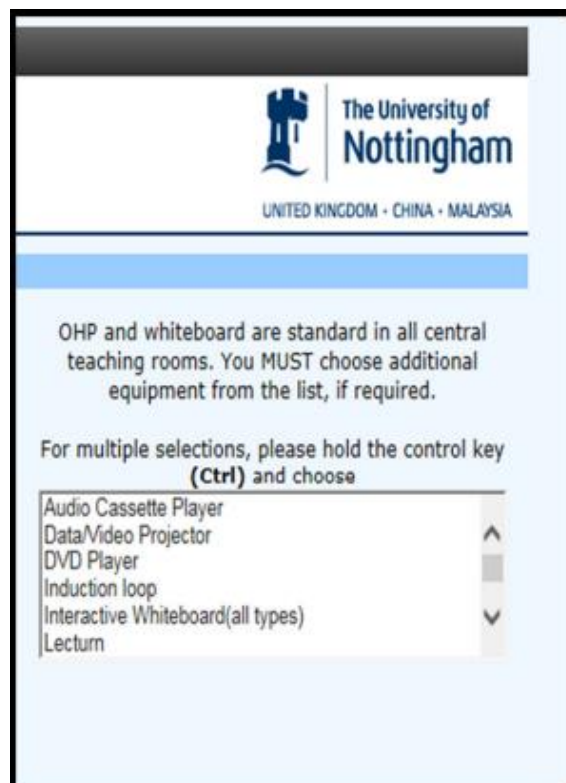 The University of
Nottingham
UNITED KINGDOM • CHINA • MALAYSIA
OHP and whiteboard are standard in all central
teaching rooms. You MUST choose additional
equipment from the list, if required.
For multiple selections, please hold the control key
(Ctrl) and choose
Audio Cassette Player
Data/Video Projector
DVD Player
Induction loop
Interactive Whiteboard(all types)
Lecturn